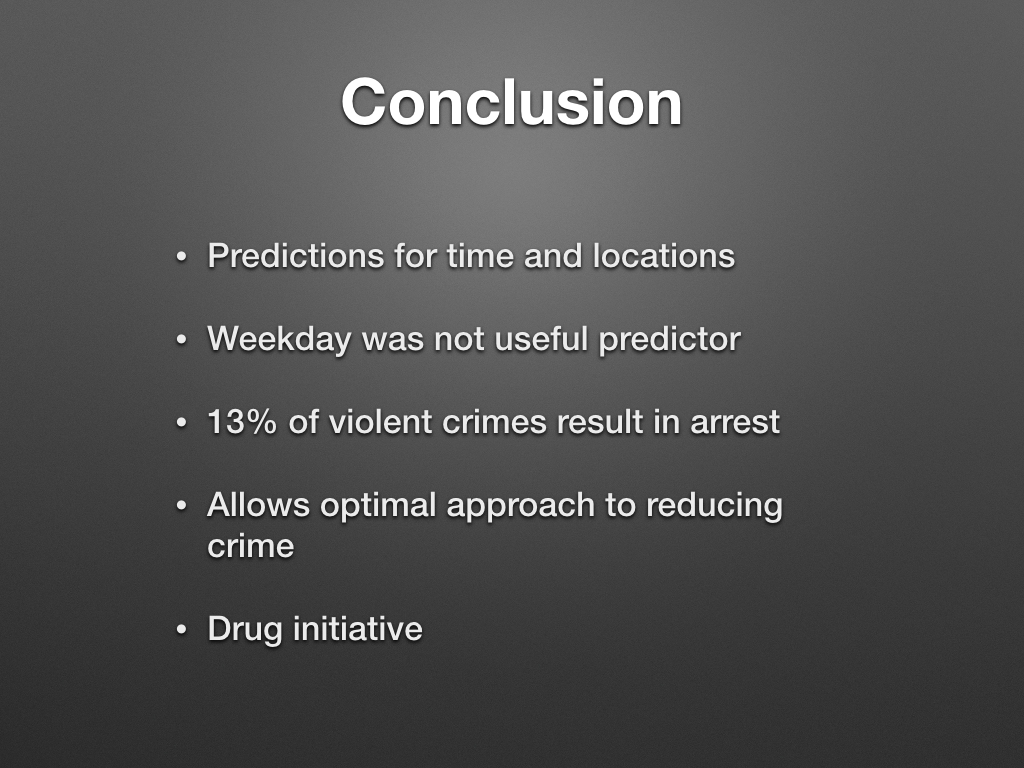 Conclusion
• Predictions for time and locations
• Weekday was not useful predictor
• 13% of violent crimes result in arrest
• Allows optimal approach to reducing
crime
• Drug initiative